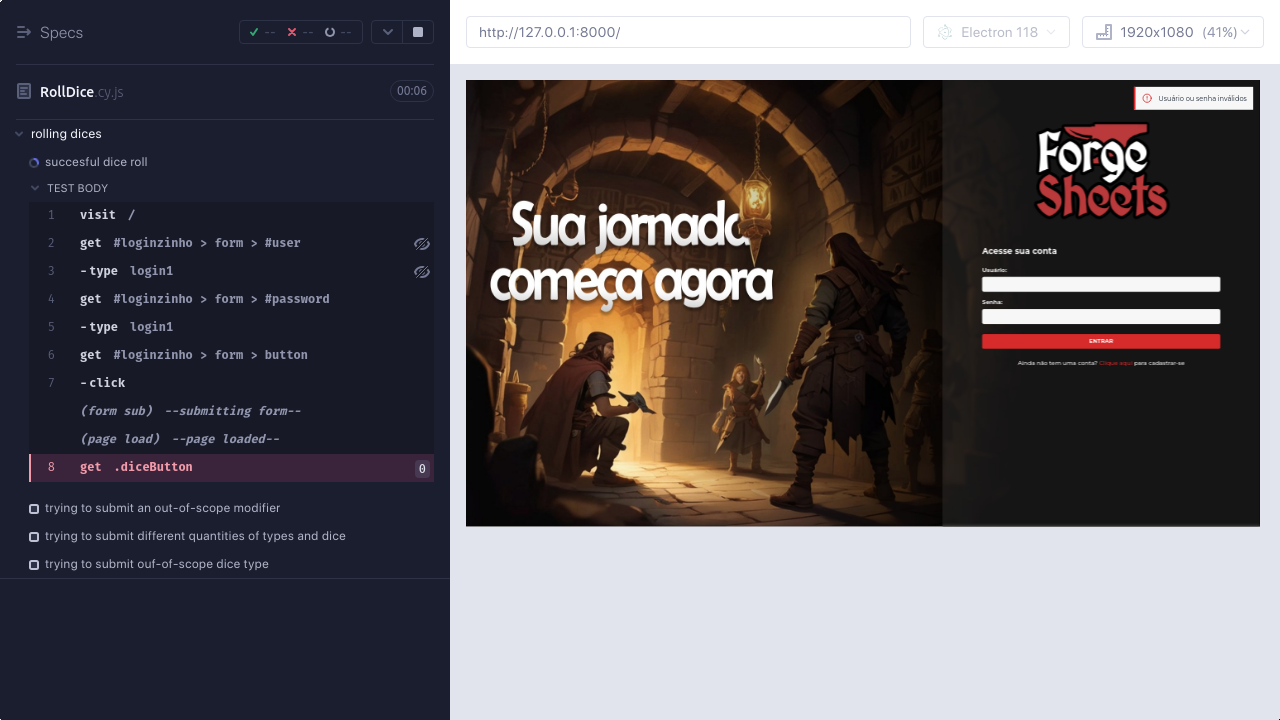 Specs
-- -- --
RollDice.cy.js
00:06
rolling dices
succesful dice roll
TEST BODY
1 visit /
2 get #loginzinho > form > #user
3 -type login1
4 get #loginzinho > form > #password
5 -type login1
6 get #loginzinho > form > button
7 -click
(form sub) --submitting form--
(page load) --page loaded--
8 get .diceButton 0
trying to submit an out-of-scope modifier
trying to submit different quantities of types and dice
trying to submit ouf-of-scope dice type
http://127.0.0.1:8000/
Electron 118
1920x1080 (41%)
Usuário ou senha inválidos
Sua jornada
começa agora
Forge
Sheets
Acesse sua conta
Usuário:
Senha:
ENTRAR
Ainda não tem uma conta? Clique aqui para cadastrar-se